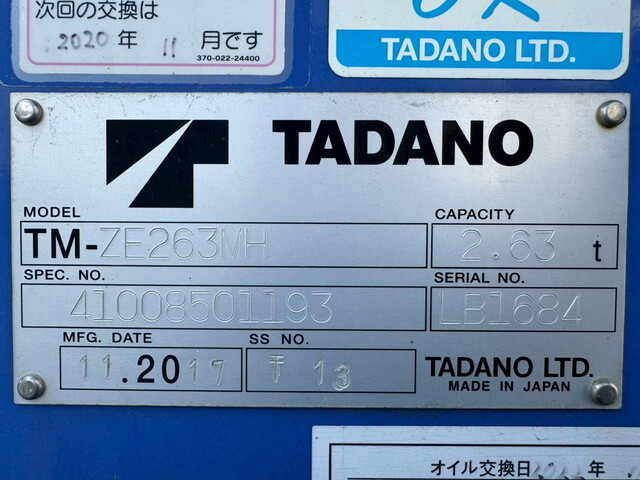 次回の交換は
2020 年 11 月です
370-022-24400
TADANO LTD.
TADANO
MODEL
TM-ZE263MH
CAPACITY
2.63 t
SPEC. NO.
41008501193
SERIAL NO.
LB1684
MFG. DATE
11.2017
SS NO.
〒 13
TADANO LTD.
MADE IN JAPAN
オイル交換日 年